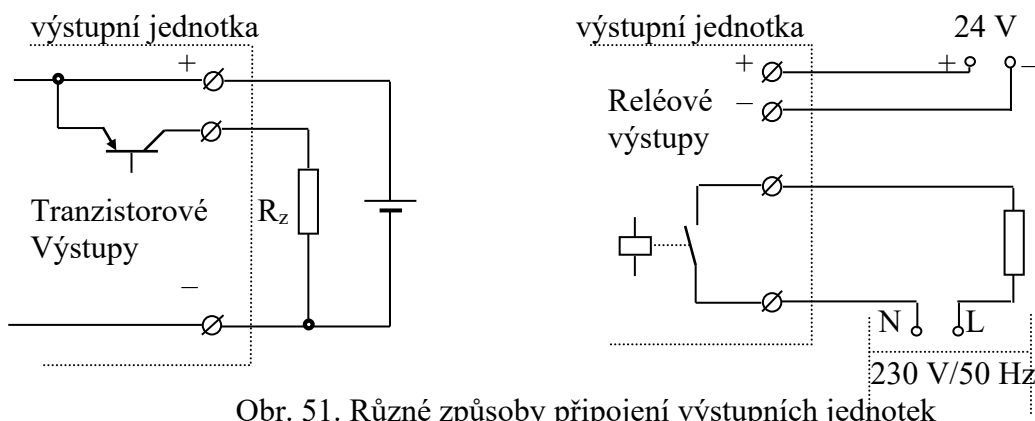 výstupní jednotka
+
Tranzistorové
Výstupy
R_z
–
výstupní jednotka
24 V
+
+
–
–
Reléové
výstupy
N
L
230 V/50 Hz
Obr. 51. Různé způsoby připojení výstupních jednotek